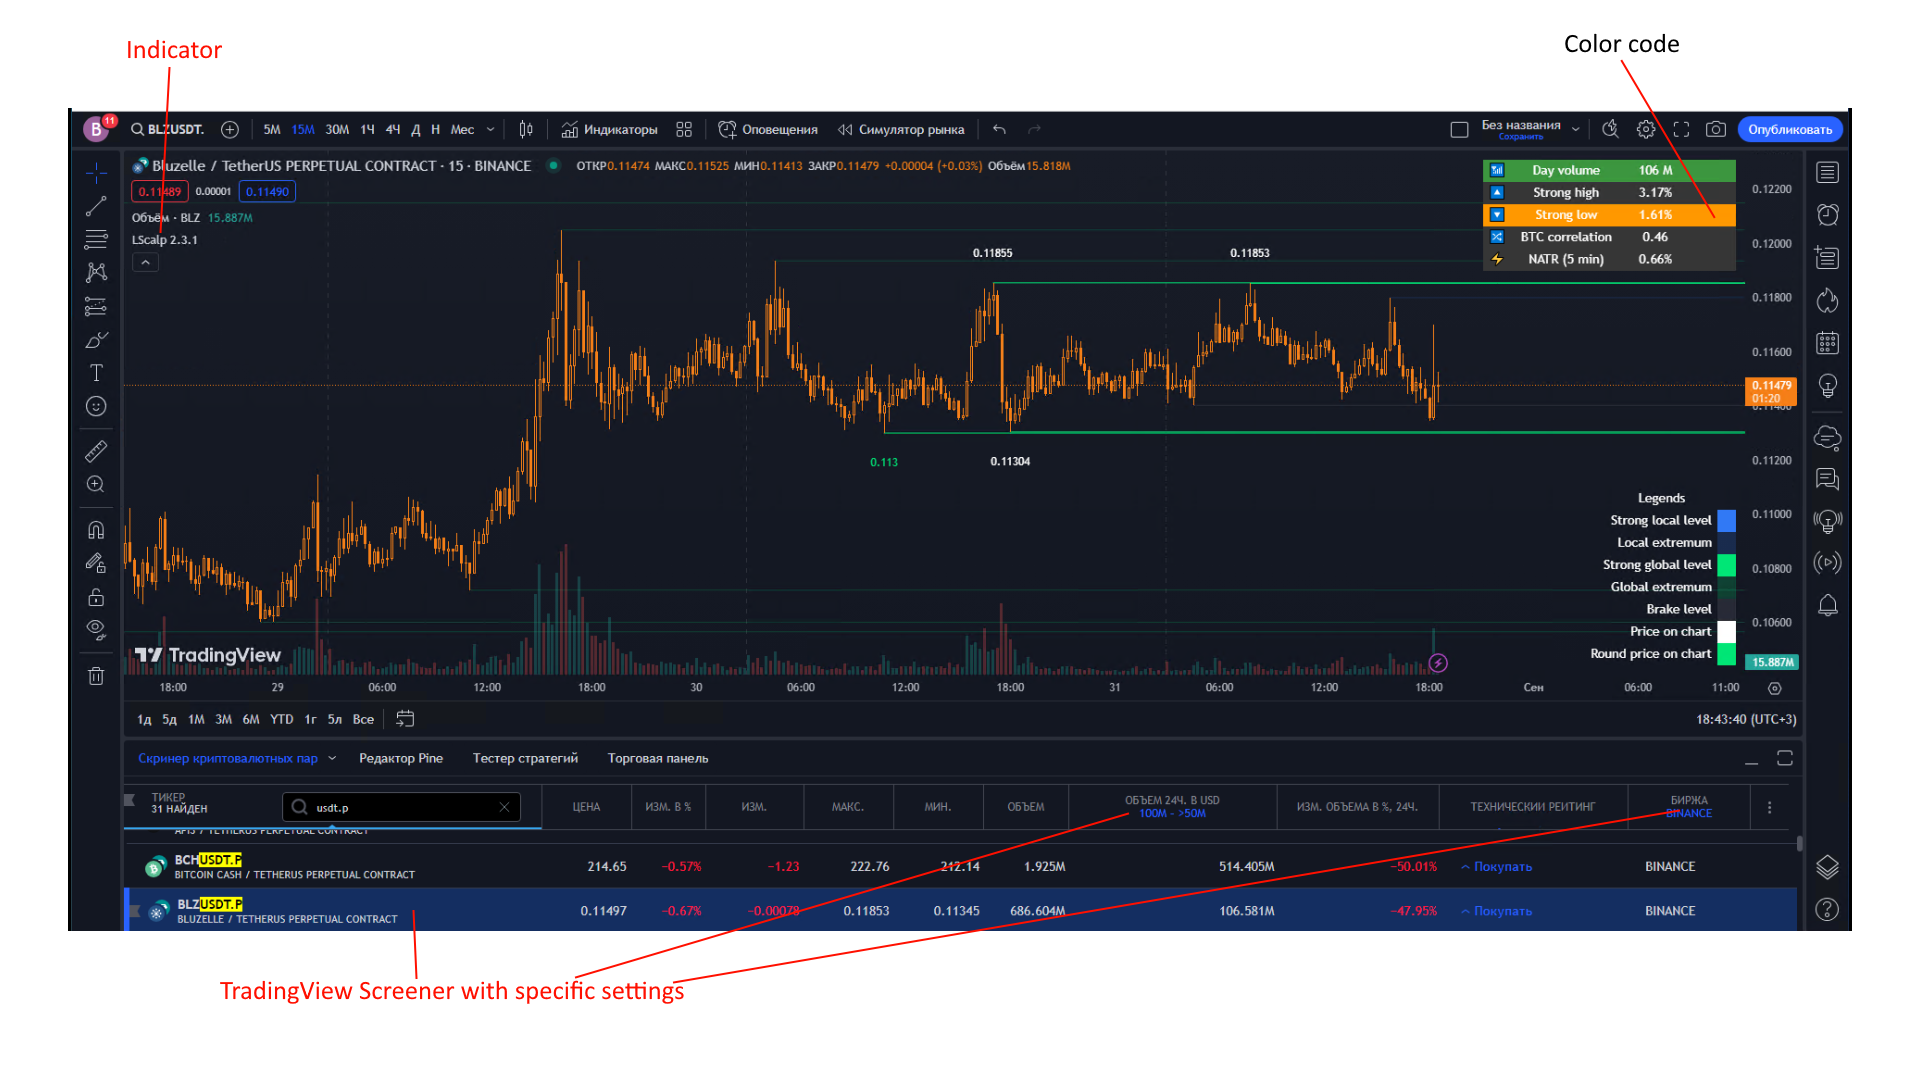 Indicator
Color code
B
11
BLZUSDT.
5М 15М 30М 1Ч 4Ч Д Н Мес
Индикаторы
Оповещения
Симулятор рынка
Без названия
Сохранить
Опубликовать
Bluzelle / TetherUS PERPETUAL CONTRACT · 15 · BINANCE
ОТКР0.11474 МАКС0.11525 МИН0.11413 ЗАКР0.11479 +0.00004 (+0.03%) Объём15.818M
0.11489 0.00001 0.11490
Объём · BLZ 15.887M
LScalp 2.3.1
Day volume 106 M
Strong high 3.17%
Strong low 1.61%
BTC correlation 0.46
NATR (5 min) 0.66%
0.12200
0.12000
0.11800
0.11600
0.11479
01:20
0.11400
0.11200
0.11000
0.10800
0.10600
15.887M
0.11855
0.11853
0.113
0.11304
Legends
Strong local level
Local extremum
Strong global level
Global extremum
Brake level
Price on chart
Round price on chart
TradingView
18:00 29 06:00 12:00 18:00 30 06:00 12:00 18:00 31 06:00 12:00 18:00 Сен 06:00 11:00
1д 5д 1М 3М 6М YTD 1г 5л Все
18:43:40 (UTC+3)
Скринер криптовалютных пар
Редактор Pine
Тестер стратегий
Торговая панель
ТИКЕР
31 НАЙДЕН
usdt.p
ЦЕНА
ИЗМ. В %
ИЗМ.
МАКС.
МИН.
ОБЪЕМ
ОБЪЕМ 24Ч. В USD
100M - >50M
ИЗМ. ОБЪЕМА В %, 24Ч.
ТЕХНИЧЕСКИЙ РЕЙТИНГ
БИРЖА
BINANCE
API3 / TETHERUS PERPETUAL CONTRACT
BCHUSDT.P
BITCOIN CASH / TETHERUS PERPETUAL CONTRACT
214.65 −0.57% −1.23 222.76 212.14 1.925M 514.405M −50.01% Покупать BINANCE
BLZUSDT.P
BLUZELLE / TETHERUS PERPETUAL CONTRACT
0.11497 −0.67% −0.00078 0.11853 0.11345 686.604M 106.581M −47.95% Покупать BINANCE
TradingView Screener with specific settings